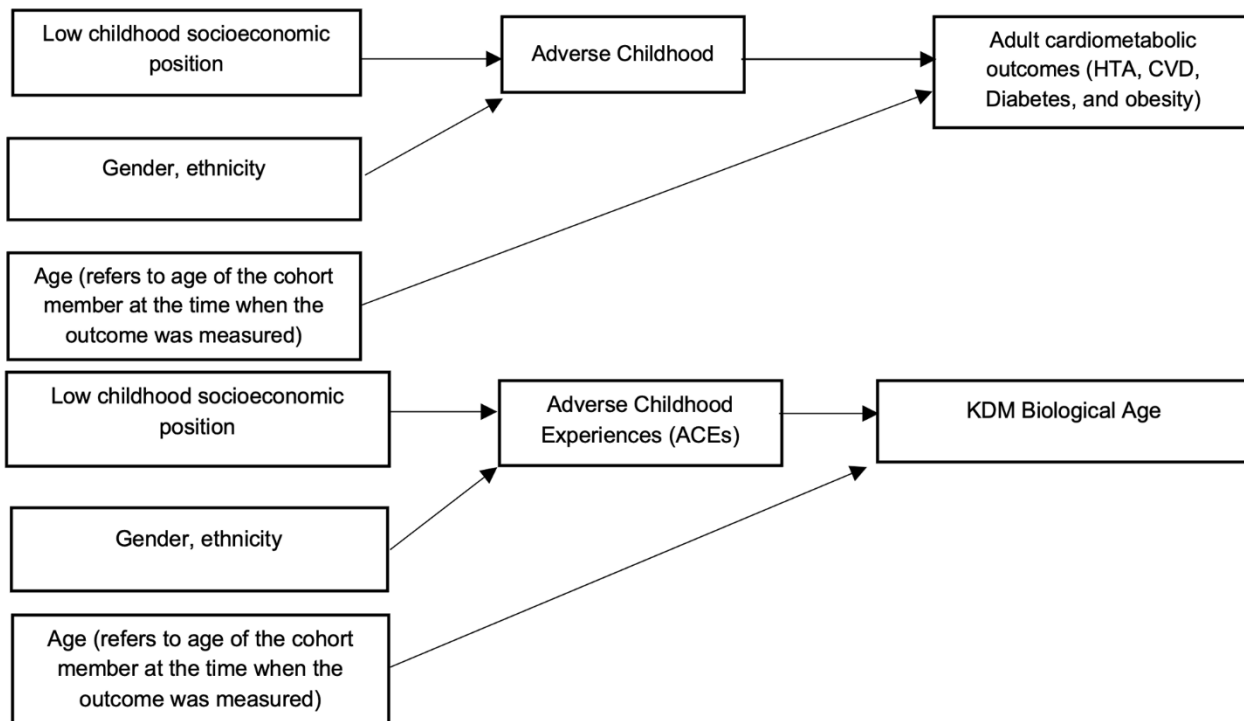 Low childhood socioeconomic
position
Adverse Childhood
Adult cardiometabolic
outcomes (HTA, CVD,
Diabetes, and obesity)
Gender, ethnicity
Age (refers to age of the cohort
member at the time when the
outcome was measured)
Low childhood socioeconomic
position
Adverse Childhood
Experiences (ACEs)
KDM Biological Age
Gender, ethnicity
Age (refers to age of the cohort
member at the time when the
outcome was measured)